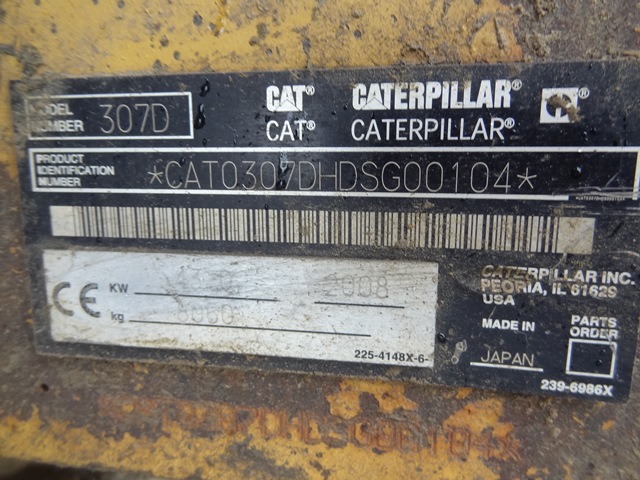 MODEL NUMBER 307D
CAT® CATERPILLAR®
CAT® CATERPILLAR®
PRODUCT IDENTIFICATION NUMBER *CAT0307DHDSG00104*
CE
KW
kg
225-4148X-6-
CATERPILLAR INC.
PEORIA, IL 61629
USA
MADE IN JAPAN
PARTS ORDER
239-6986X